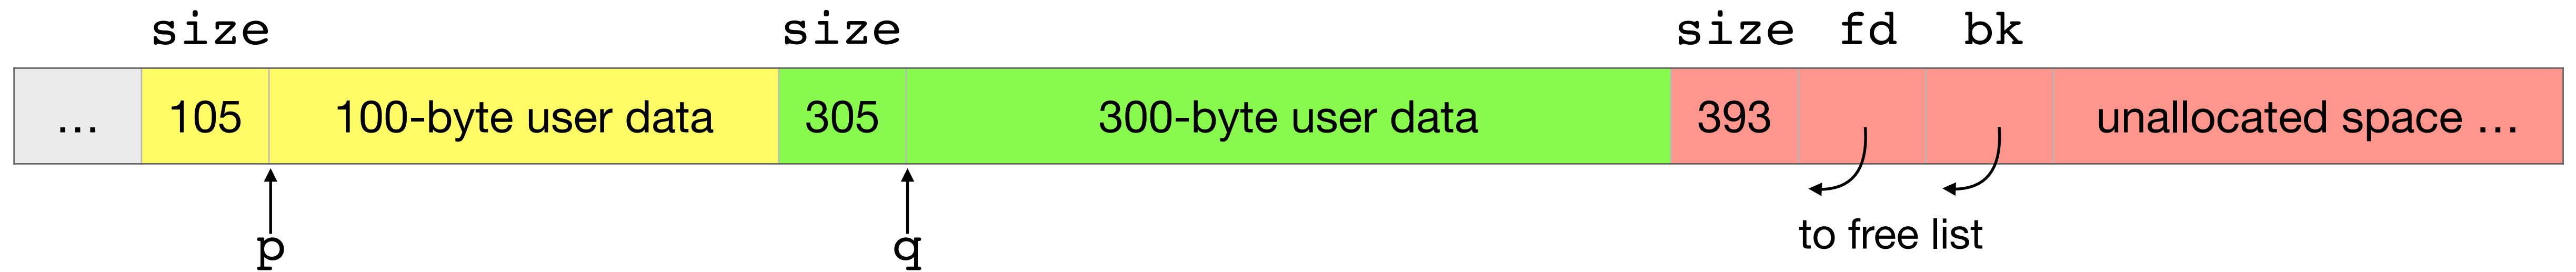 size size size fd bk
… 105 100-byte user data 305 300-byte user data 393 unallocated space …
to free list
p q